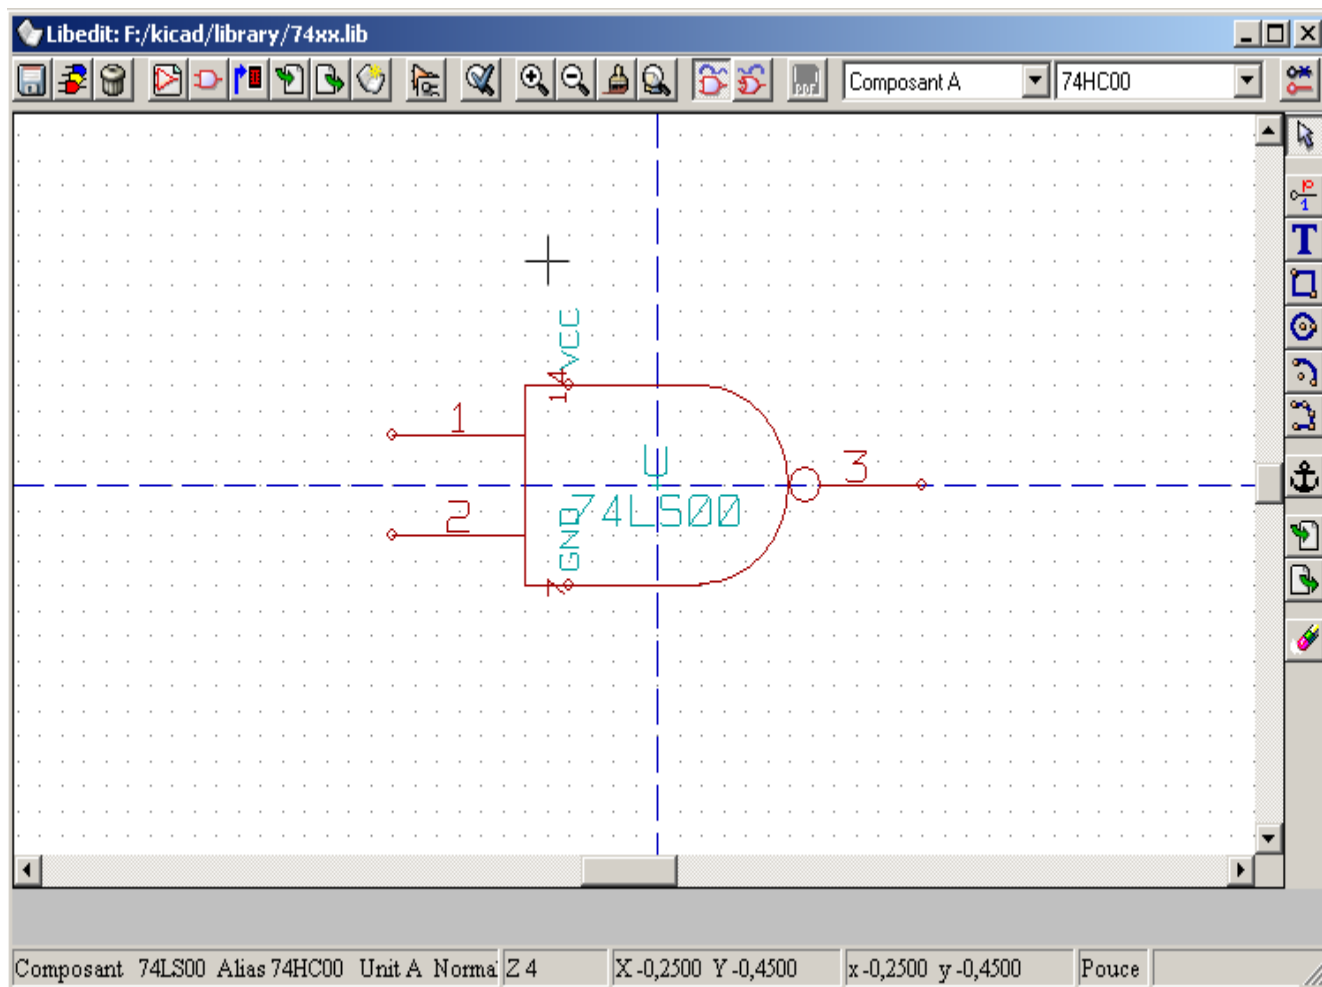 Libedit: F:/kicad/library/74xx.lib
Composant A 74HC00
VCC
14
1
U
3
74LS00
2
GND
7
Composant 74LS00 Alias 74HC00 Unit A Norma Z 4 X -0,2500 Y -0,4500 x -0,2500 y -0,4500 Pouce